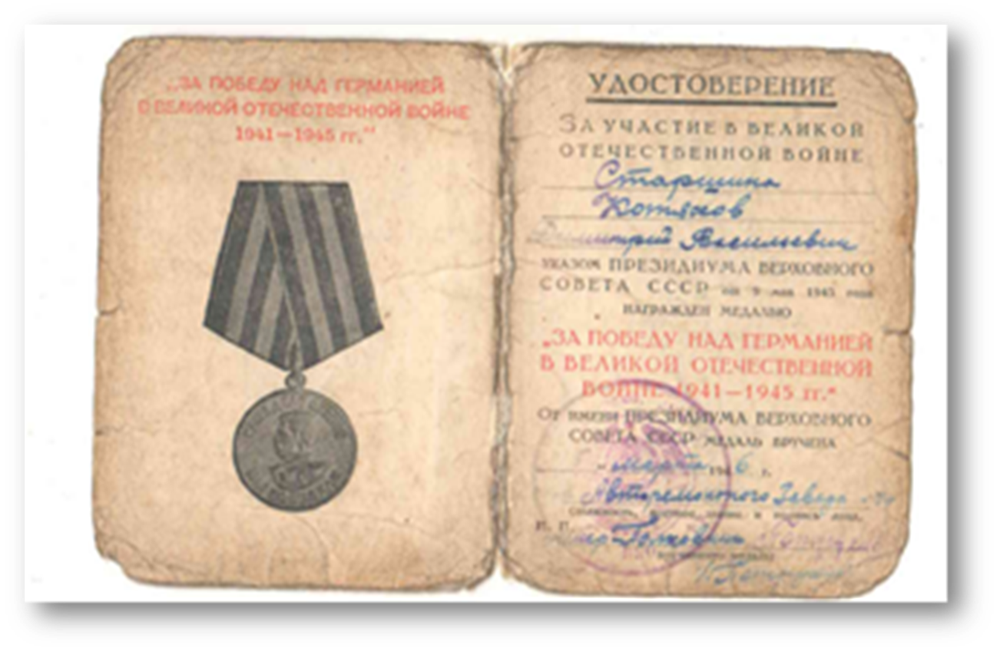 „ЗА ПОБЕДУ НАД ГЕРМАНИЕЙ
В ВЕЛИКОЙ ОТЕЧЕСТВЕННОЙ ВОЙНЕ
1941—1945 гг."
УДОСТОВЕРЕНИЕ
ЗА УЧАСТИЕ В ВЕЛИКОЙ
ОТЕЧЕСТВЕННОЙ ВОЙНЕ
Старшина
Димитрий Васильевич
УКАЗОМ ПРЕЗИДИУМА ВЕРХОВНОГО
СОВЕТА СССР от 9 мая 1945 года
НАГРАЖДЕН МЕДАЛЬЮ
„ЗА ПОБЕДУ НАД ГЕРМАНИЕЙ
В ВЕЛИКОЙ ОТЕЧЕСТВЕННОЙ
ВОЙНЕ 1941—1945 гг."
От имени ПРЕЗИДИУМА ВЕРХОВНОГО
СОВЕТА СССР МЕДАЛЬ ВРУЧЕНА
марта 1946 г.
Авторемонтного Завода
М. П.